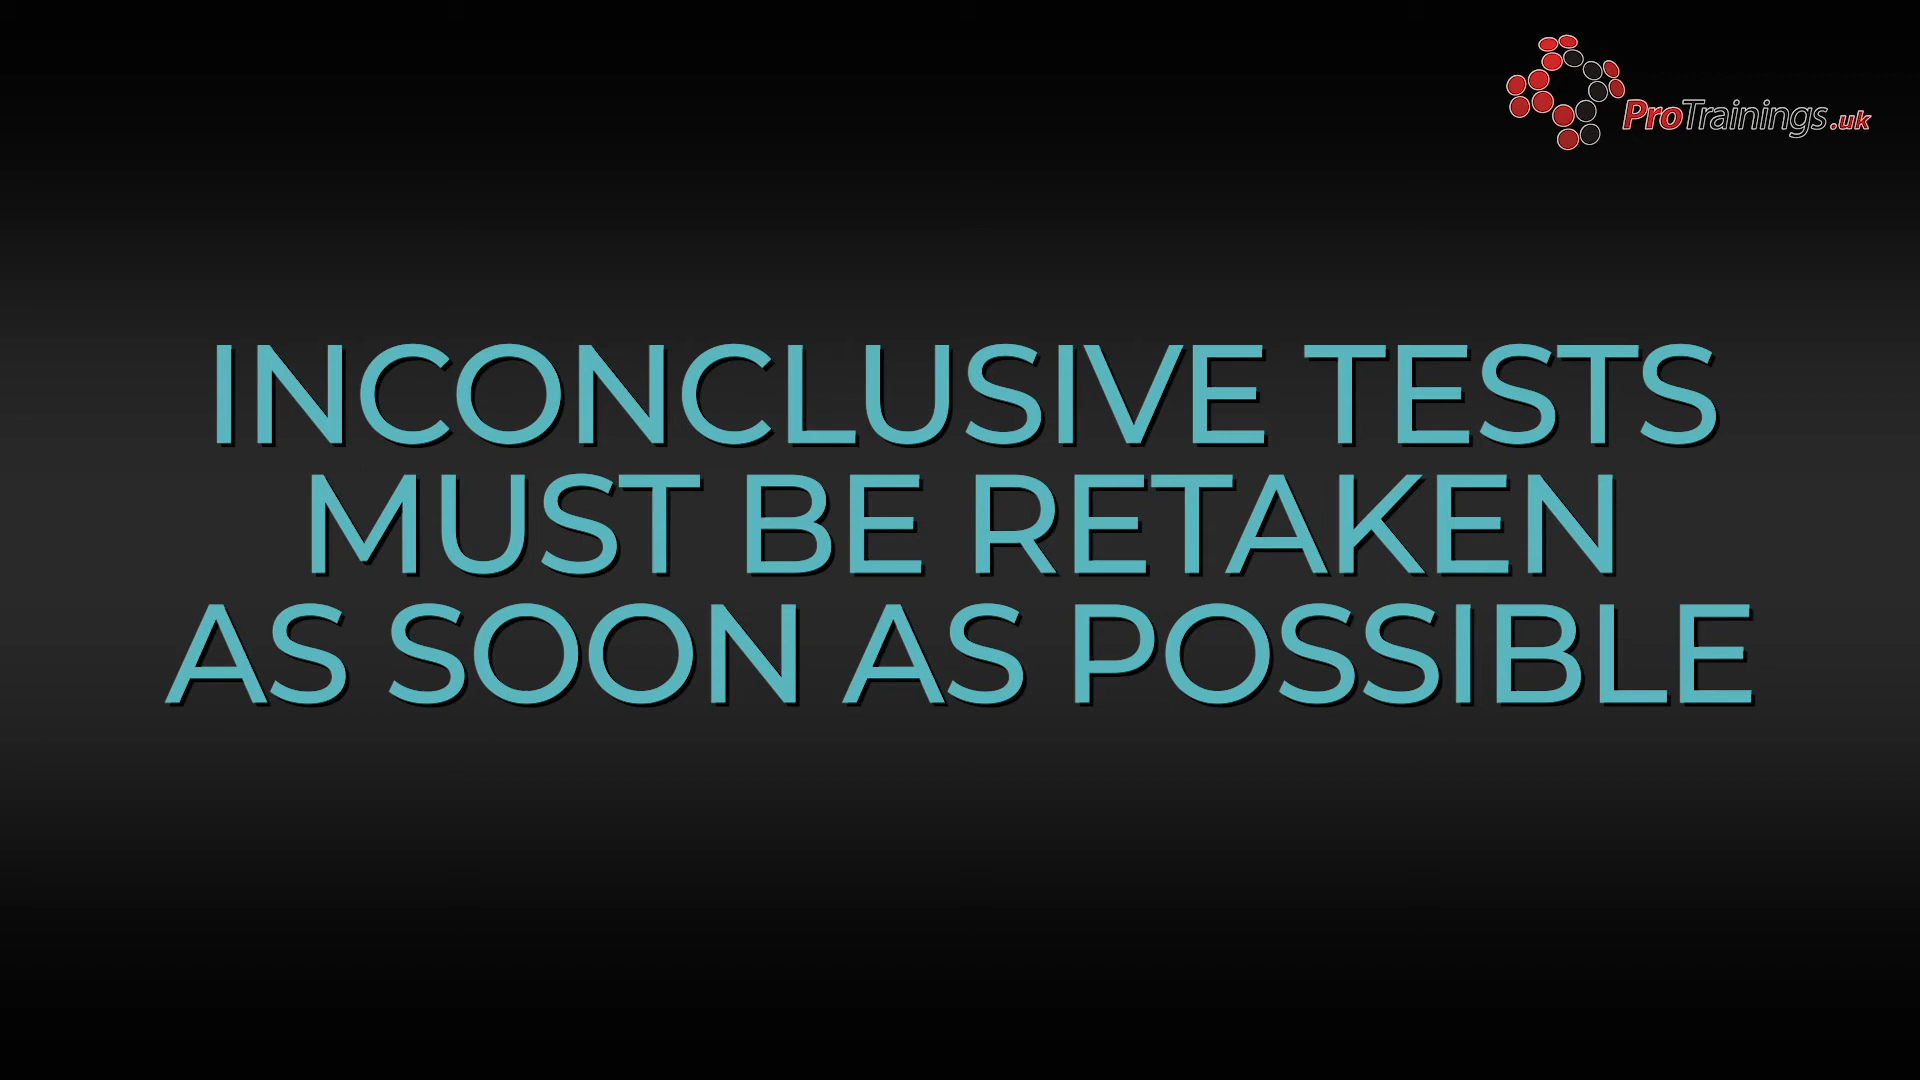 ProTrainings.uk
INCONCLUSIVE TESTS
MUST BE RETAKEN
AS SOON AS POSSIBLE